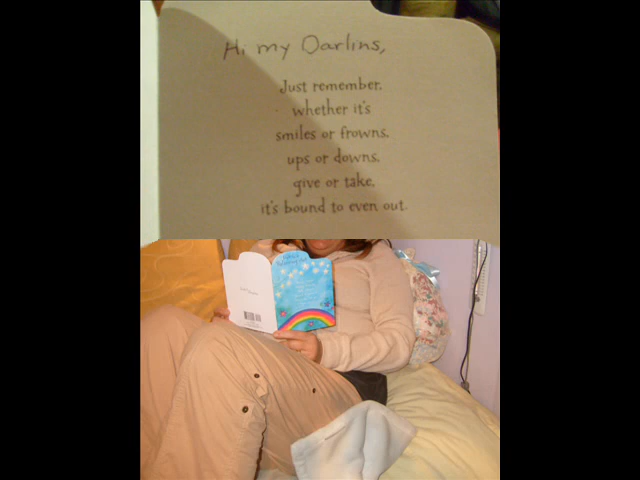 Hi my Darlins,
Just remember,
whether it's
smiles or frowns,
ups or downs,
give or take,
it's bound to even out.